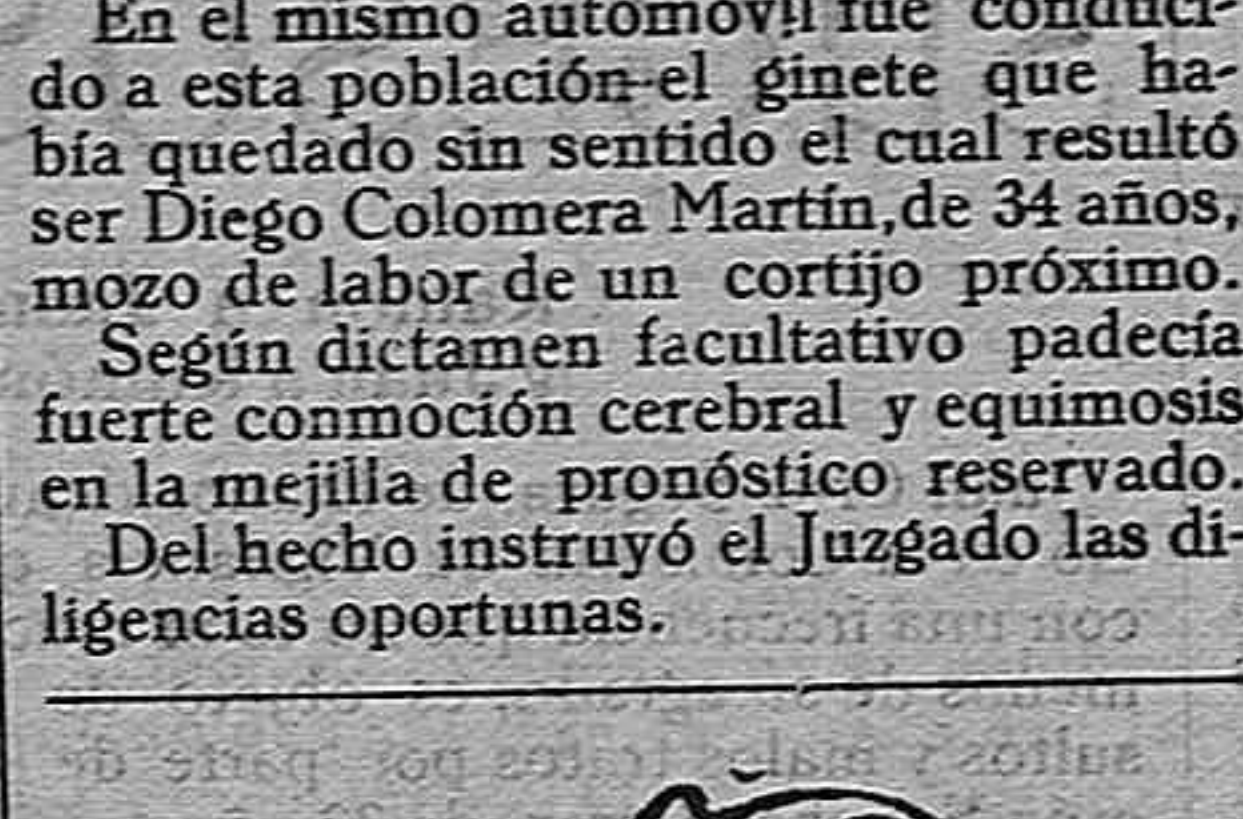 En el mismo automóvil fue conduci-
do a esta población el ginete que ha-
bía quedado sin sentido el cual resultó
ser Diego Colomera Martín, de 34 años,
mozo de labor de un cortijo próximo.
Según dictamen facultativo padecía
fuerte conmoción cerebral y equimosis
en la mejilla de pronóstico reservado.
Del hecho instruyó el Juzgado las di-
ligencias oportunas.